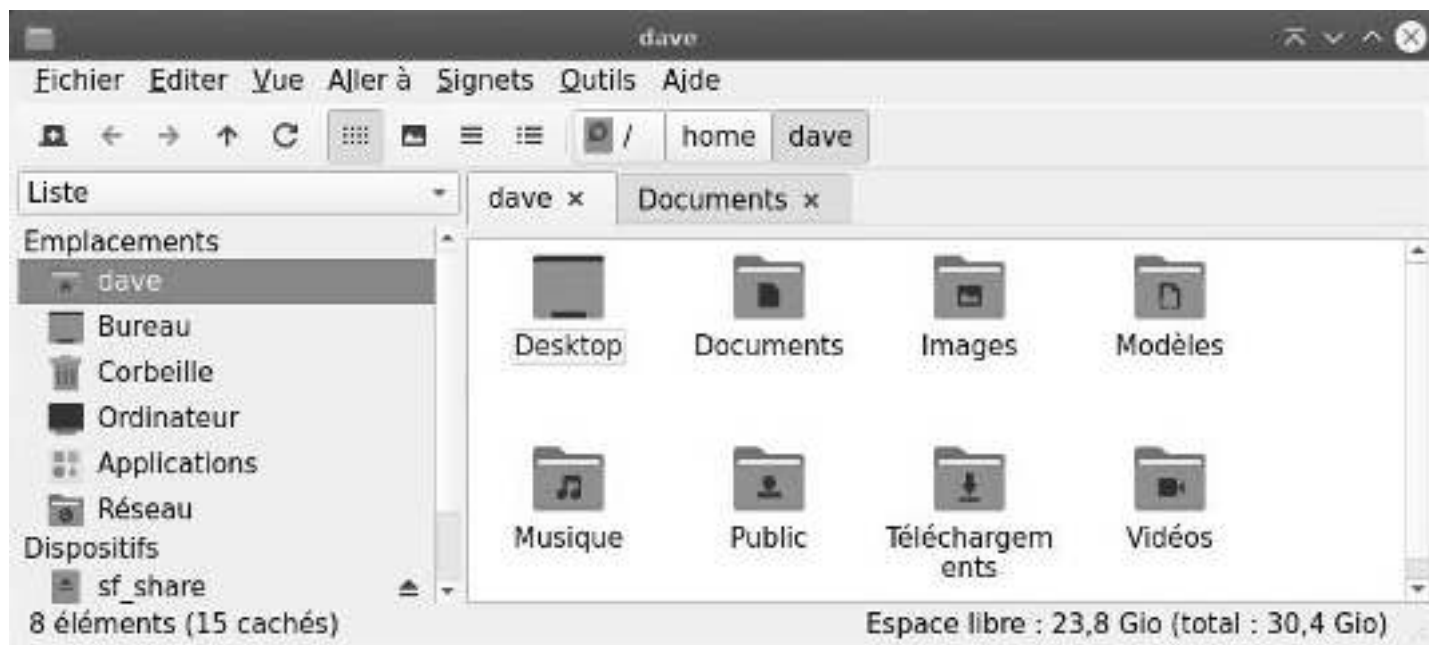 dave
Fichier Editer Vue Aller à Signets Outils Aide
/ home dave
Liste
dave × Documents ×
Emplacements
dave
Bureau
Corbeille
Ordinateur
Applications
Réseau
Dispositifs
sf_share
Desktop Documents Images Modèles
Musique Public Téléchargem
ents
Vidéos
8 éléments (15 cachés) Espace libre : 23,8 Gio (total : 30,4 Gio)